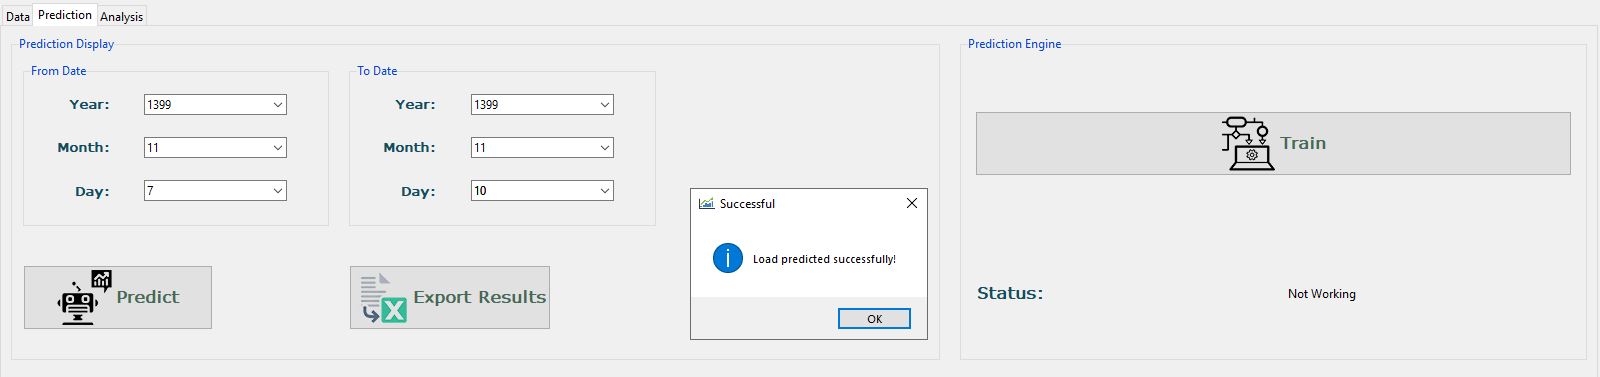 Data Prediction Analysis
Prediction Display
From Date
Year: 1399
Month: 11
Day: 7
To Date
Year: 1399
Month: 11
Day: 10
Predict
Export Results
Successful
Load predicted successfully!
OK
Prediction Engine
Train
Status: Not Working